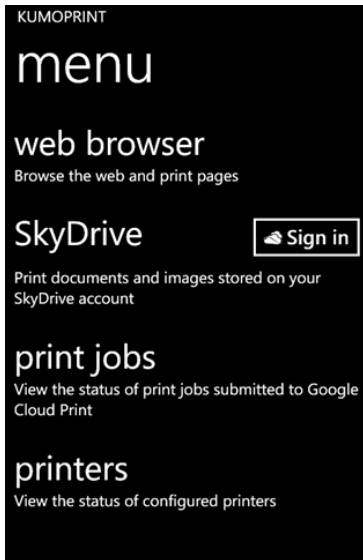 KUMOPRINT
menu
web browser
Browse the web and print pages
SkyDrive
Sign in
Print documents and images stored on your
SkyDrive account
print jobs
View the status of print jobs submitted to Google
Cloud Print
printers
View the status of configured printers